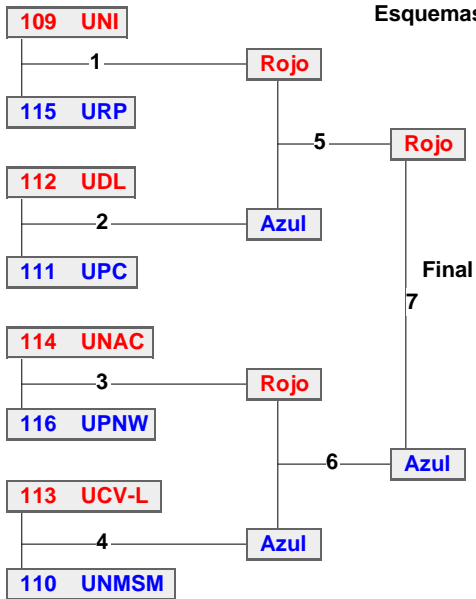 Esquemas
109 UNI
1
Rojo
115 URP
5
Rojo
112 UDL
2
Azul
111 UPC
Final
7
114 UNAC
3
Rojo
116 UPNW
6
Azul
113 UCV-L
4
Azul
110 UNMSM